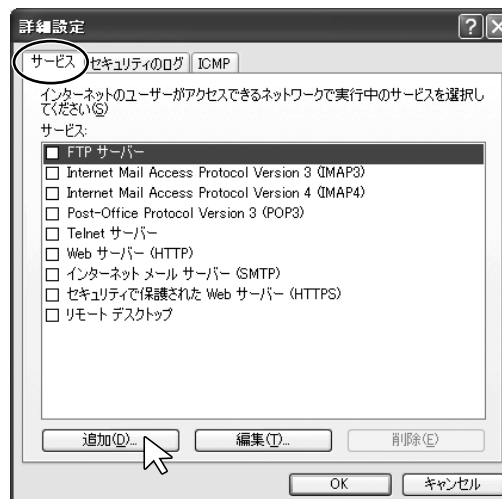 詳細設定
サービス セキュリティのログ ICMP
インターネットのユーザーがアクセスできるネットワークで実行中のサービスを選択し
てください(S)
サービス:
FTP サーバー
Internet Mail Access Protocol Version 3 (IMAP3)
Internet Mail Access Protocol Version 4 (IMAP4)
Post-Office Protocol Version 3 (POP3)
Telnet サーバー
Web サーバー (HTTP)
インターネット メール サーバー (SMTP)
セキュリティで保護された Web サーバー (HTTPS)
リモート デスクトップ
追加(D)... 編集(T)... 削除(E)
OK キャンセル